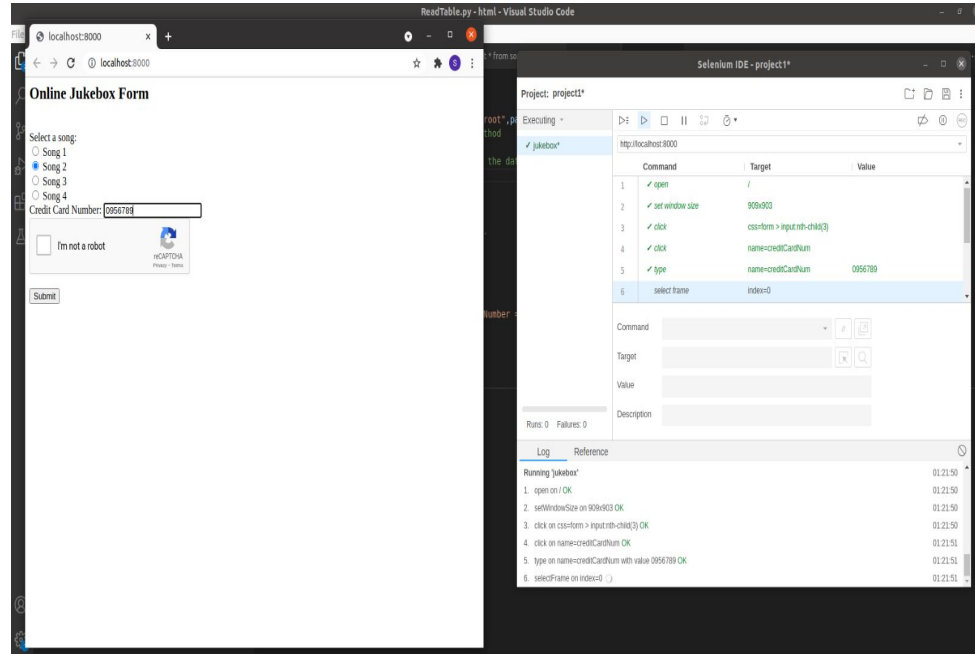 ReadTable.py - html - Visual Studio Code
File
localhost:8000
localhost:8000
S
Online Jukebox Form
Select a song:
Song 1
Song 2
Song 3
Song 4
Credit Card Number: 0956789
I'm not a robot
reCAPTCHA
Privacy - Terms
Submit
t * from so
root",pa
thod
the dat
Number =
Selenium IDE - project1*
Project: project1*
Executing
✓ jukebox*
http://localhost:8000
Command Target Value
1 ✓ open /
2 ✓ set window size 909x903
3 ✓ click css=form > input:nth-child(3)
4 ✓ click name=creditCardNum
5 ✓ type name=creditCardNum 0956789
6 select frame index=0
Command
Target
Value
Description
Runs: 0 Failures: 0
Log Reference
Running 'jukebox' 01:21:50
1. open on / OK 01:21:50
2. setWindowSize on 909x903 OK 01:21:50
3. click on css=form > input:nth-child(3) OK 01:21:50
4. click on name=creditCardNum OK 01:21:51
5. type on name=creditCardNum with value 0956789 OK 01:21:51
6. selectFrame on index=0 01:21:51